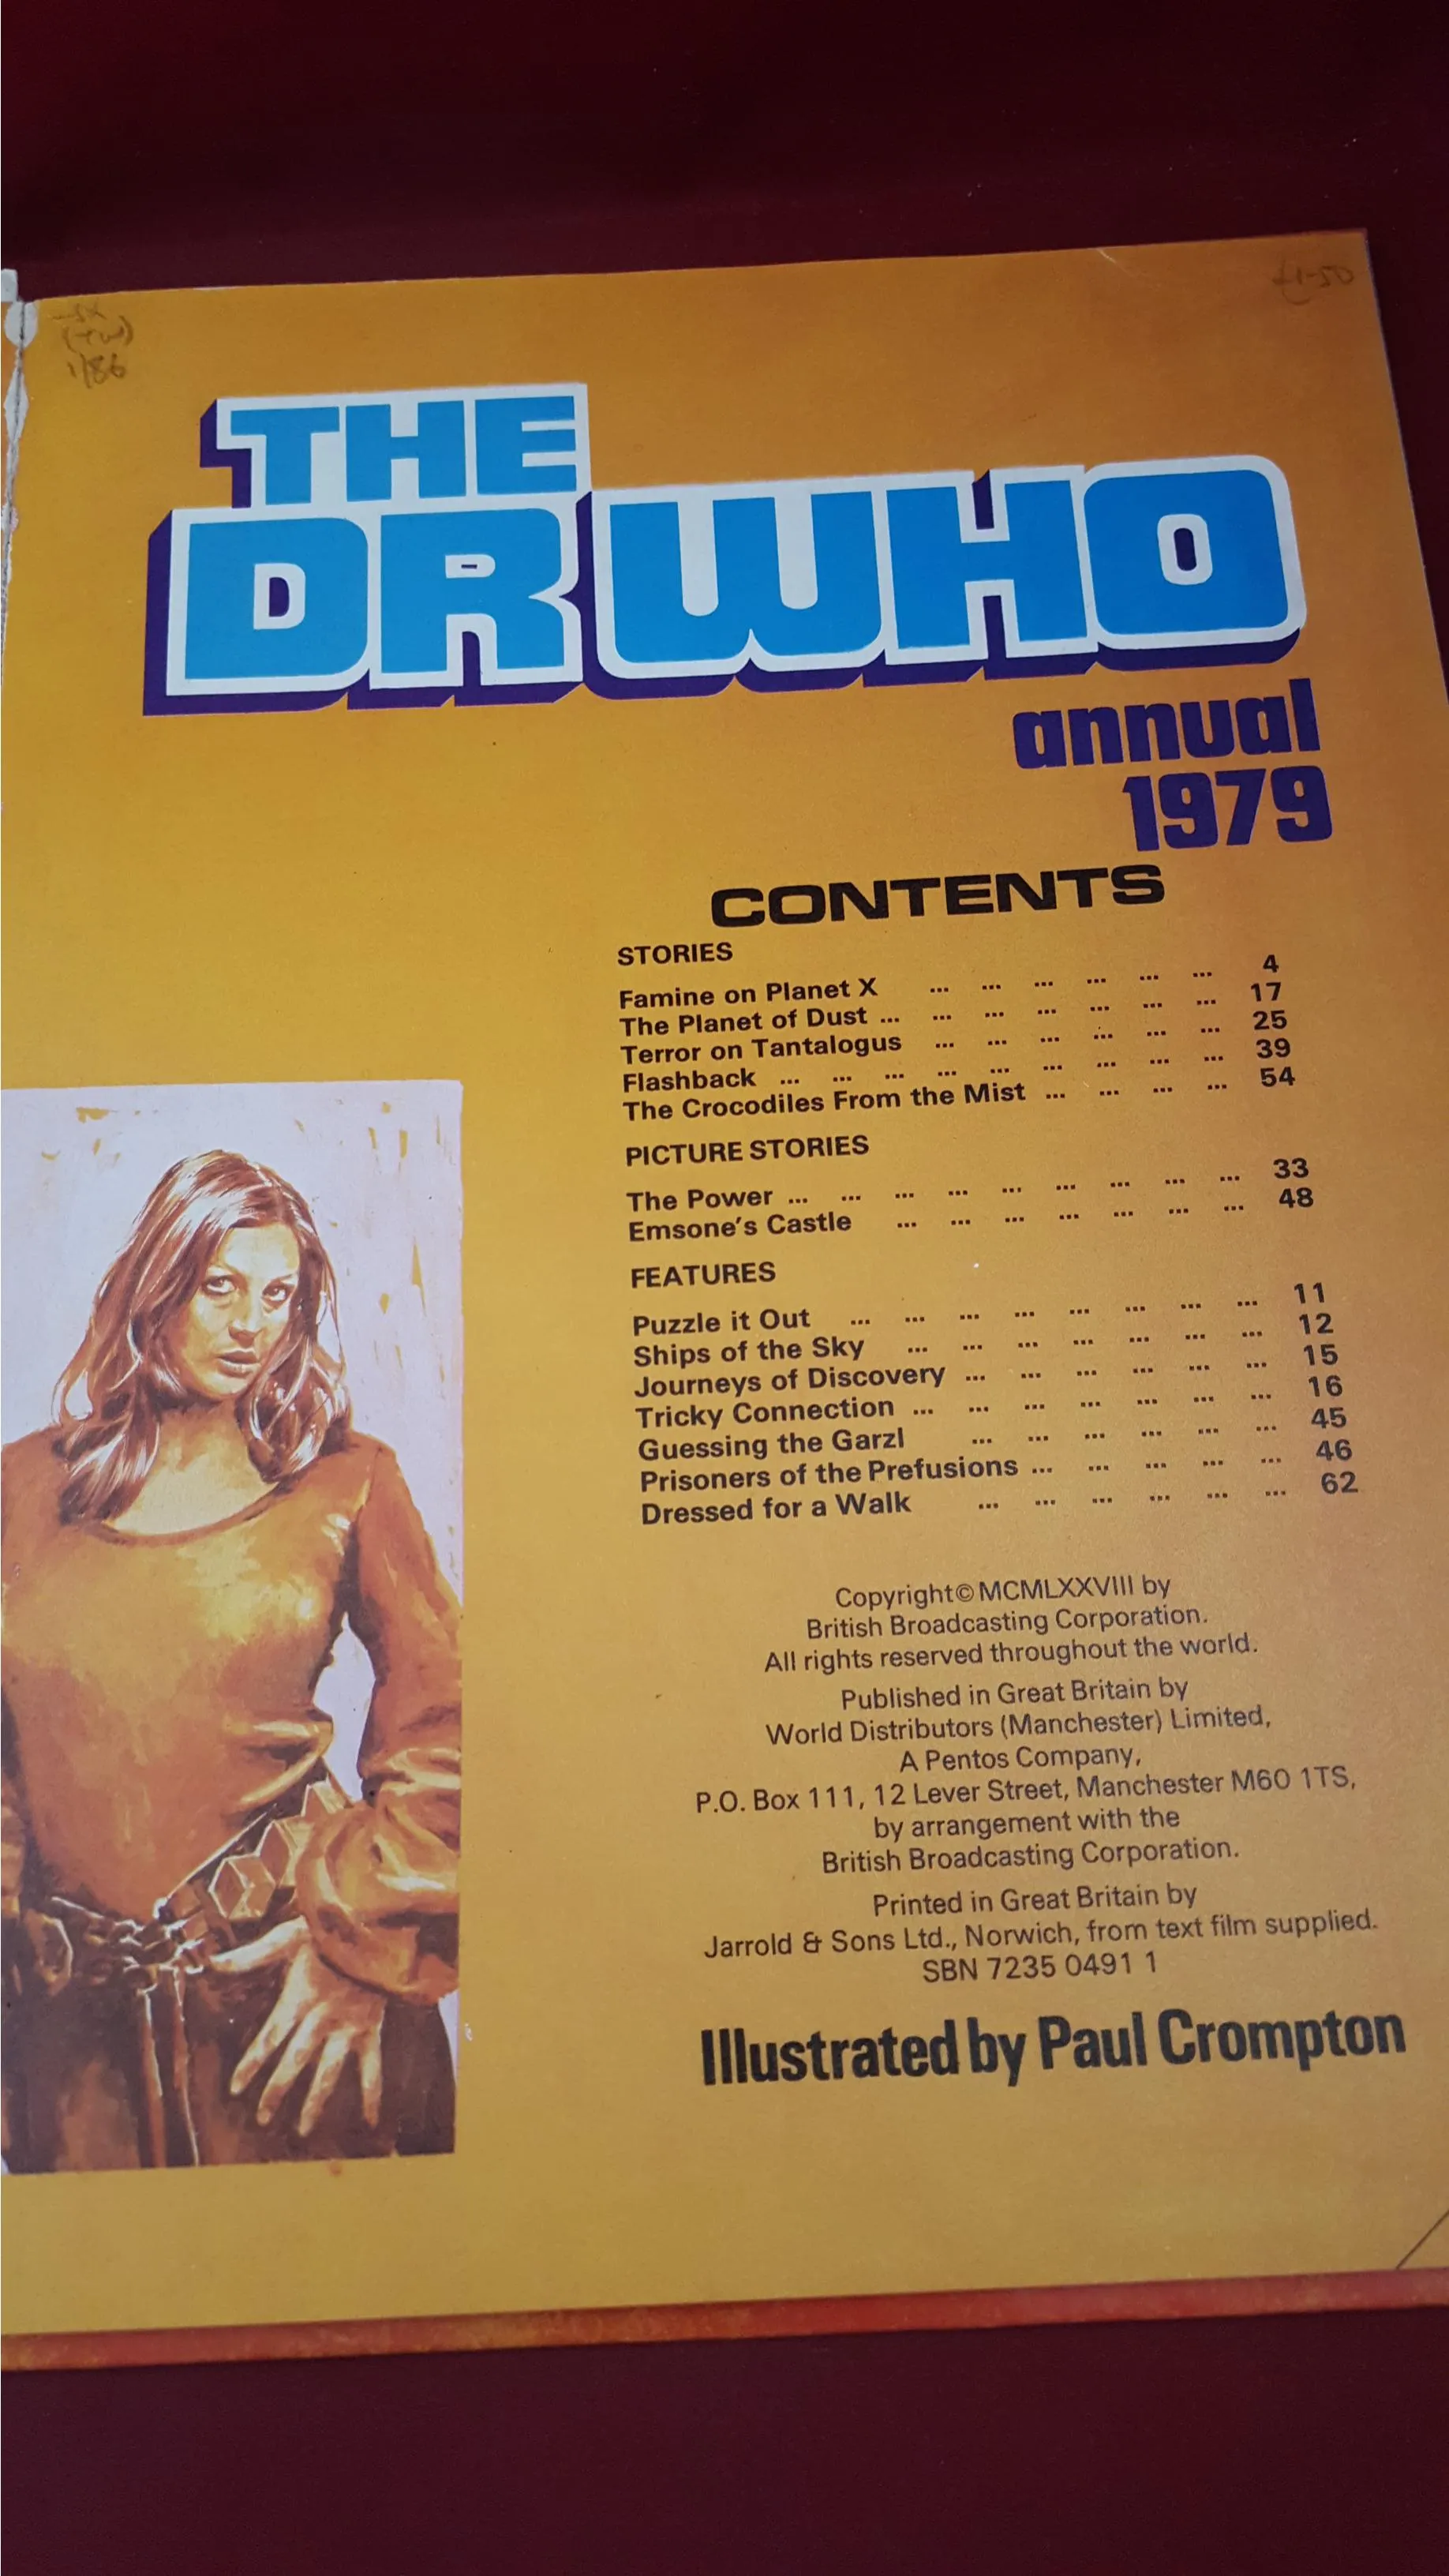 1/86
£1-50
THE
DR WHO
annual
1979
CONTENTS
STORIES
Famine on Planet X ... ... ... ... ... ... 4
The Planet of Dust ... ... ... ... ... ... ... 17
Terror on Tantalogus ... ... ... ... ... ... 25
Flashback ... ... ... ... ... ... ... ... ... 39
The Crocodiles From the Mist ... ... ... ... 54
PICTURE STORIES
The Power ... ... ... ... ... ... ... ... ... 33
Emsone's Castle ... ... ... ... ... ... ... 48
FEATURES
Puzzle it Out ... ... ... ... ... ... ... ... 11
Ships of the Sky ... ... ... ... ... ... ... 12
Journeys of Discovery ... ... ... ... ... ... 15
Tricky Connection ... ... ... ... ... ... ... 16
Guessing the Garzl ... ... ... ... ... ... 45
Prisoners of the Prefusions ... ... ... ... ... 46
Dressed for a Walk ... ... ... ... ... ... 62
Copyright © MCMLXXVIII by
British Broadcasting Corporation.
All rights reserved throughout the world.
Published in Great Britain by
World Distributors (Manchester) Limited,
A Pentos Company,
P.O. Box 111, 12 Lever Street, Manchester M60 1TS,
by arrangement with the
British Broadcasting Corporation.
Printed in Great Britain by
Jarrold & Sons Ltd., Norwich, from text film supplied.
SBN 7235 0491 1
Illustrated by Paul Crompton